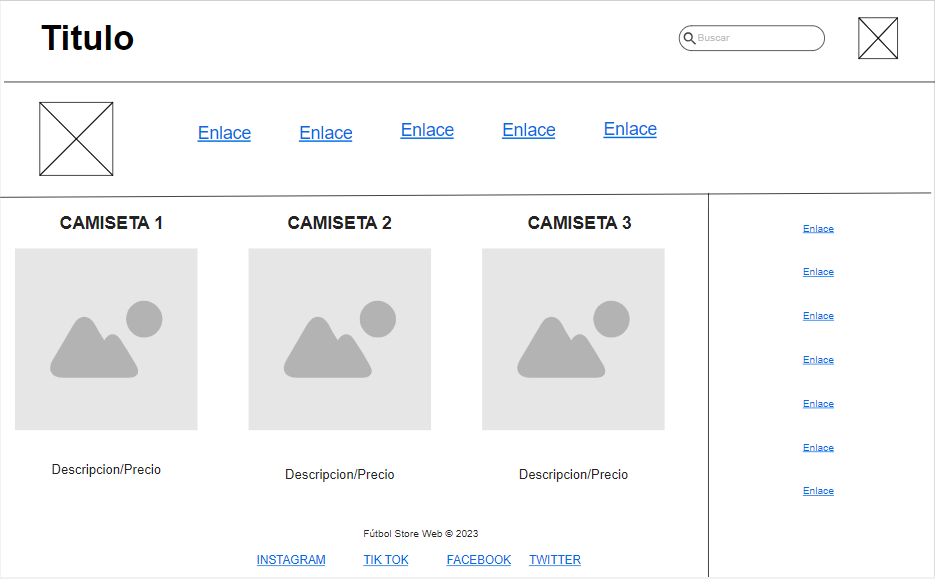 Titulo
Buscar
Enlace Enlace Enlace Enlace Enlace
CAMISETA 1 CAMISETA 2 CAMISETA 3
Descripcion/Precio Descripcion/Precio Descripcion/Precio
Enlace
Enlace
Enlace
Enlace
Enlace
Enlace
Enlace
Fútbol Store Web © 2023
INSTAGRAM TIK TOK FACEBOOK TWITTER